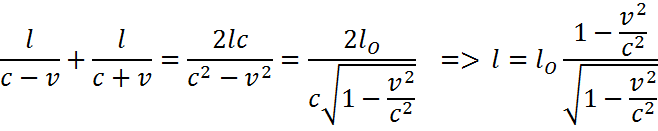 l/(c − v) + l/(c + v) = 2lc/(c² − v²) = 2l_O/(c√(1 − v²/c²)) => l = l_O (1 − v²/c²)/√(1 − v²/c²)